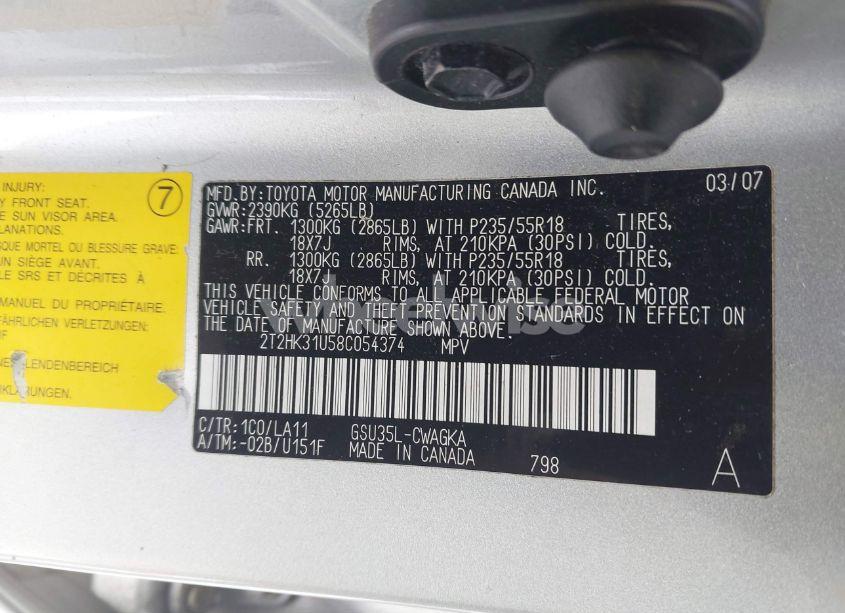 INJURY:
FRONT SEAT.
SUN VISOR AREA.
7
QUE MORTEL OU BLESSURE GRAVE:
UN SIÈGE AVANT.
LE SRS ET DÉCRITES À
MANUEL DU PROPRIÉTAIRE.
FÄHRLICHEN VERLETZUNGEN:
LENDENBEREICH
MFD.BY:TOYOTA MOTOR MANUFACTURING CANADA INC. 03/07
GVWR:2390KG (5265LB)
GAWR:FRT. 1300KG (2865LB) WITH P235/55R18 TIRES,
18X7J RIMS, AT 210KPA (30PSI) COLD.
RR. 1300KG (2865LB) WITH P235/55R18 TIRES,
18X7J RIMS, AT 210KPA (30PSI) COLD.
THIS VEHICLE CONFORMS TO ALL APPLICABLE FEDERAL MOTOR
VEHICLE SAFETY AND THEFT PREVENTION STANDARDS IN EFFECT ON
THE DATE OF MANUFACTURE SHOWN ABOVE.
2T2HK31U58C054374 MPV
C/TR:1C0/LA11 GSU35L-CWAGKA
A/TM:-02B/U151F MADE IN CANADA 798 A